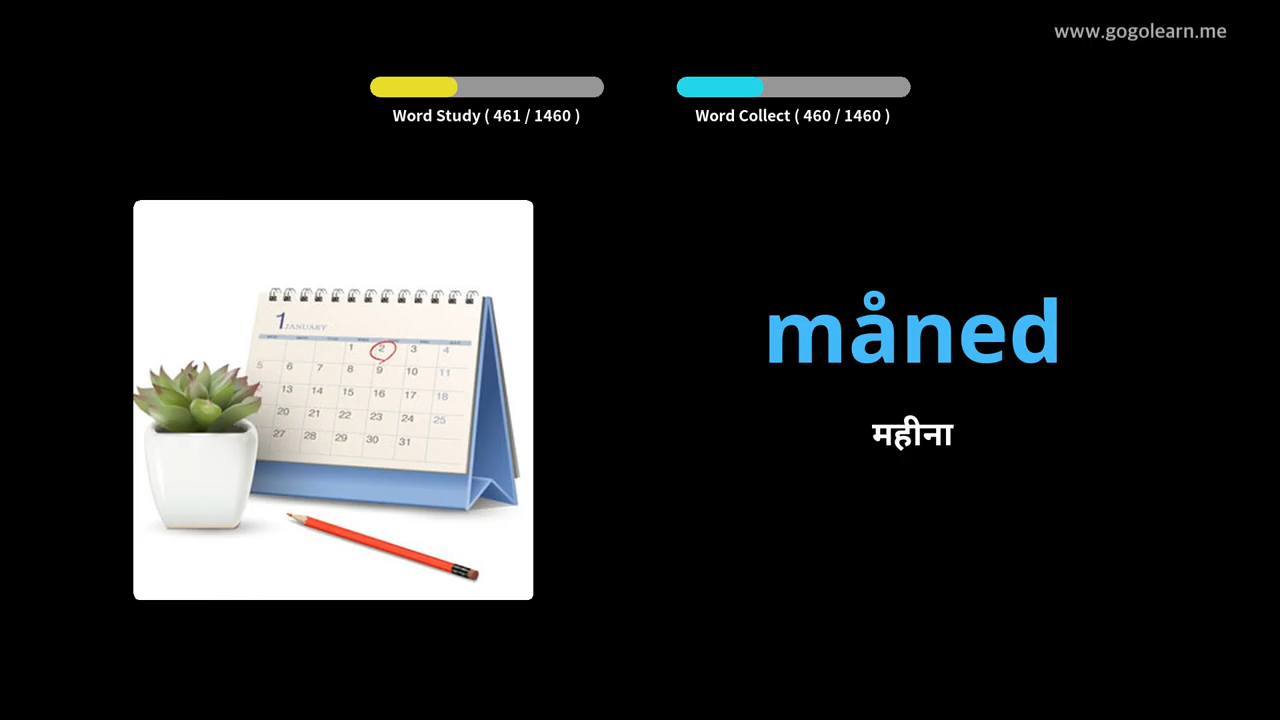 www.gogolearn.me
Word Study ( 461 / 1460 )
Word Collect ( 460 / 1460 )
måned
महीना
1 JANUARY
1 2 3 4
5 6 7 8 9 10 11
13 14 15 16 17 18
20 21 22 23 24 25
27 28 29 30 31